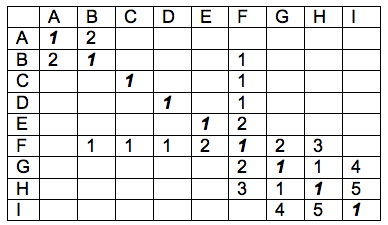 A B C D E F G H I
A 1 2
B 2 1 1
C 1 1
D 1 1
E 1 2
F 1 1 1 2 1 2 3
G 2 1 1 4
H 3 1 1 5
I 4 5 1